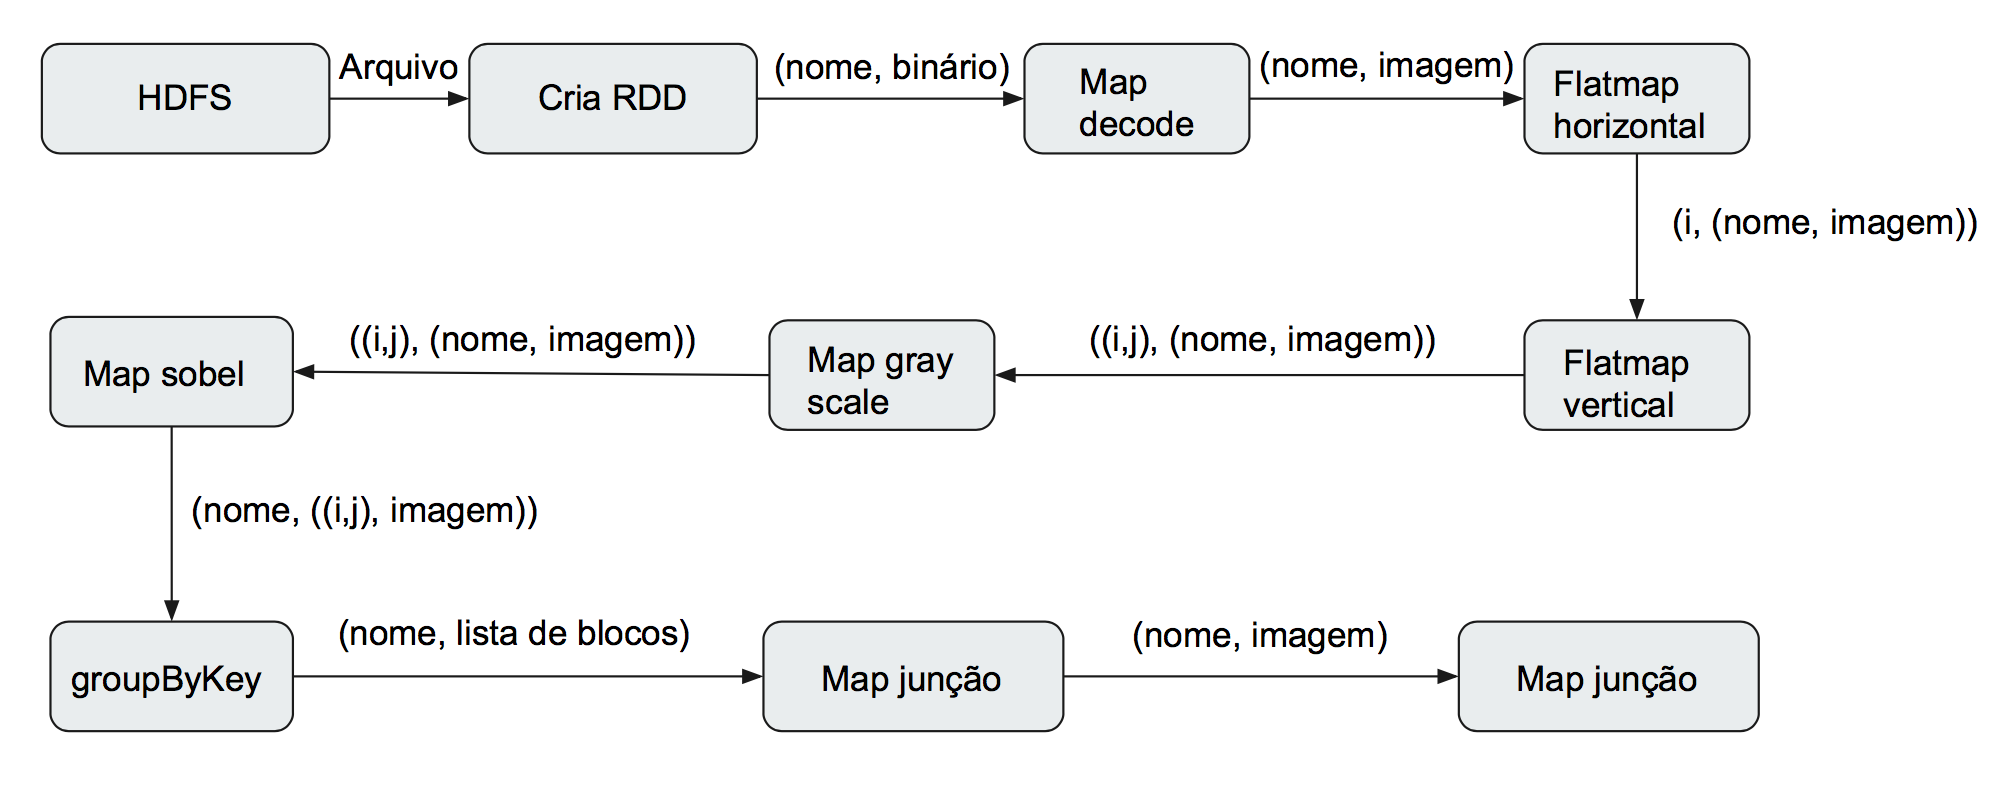 HDFS
Arquivo
Cria RDD
(nome, binário)
Map
decode
(nome, imagem)
Flatmap
horizontal
(i, (nome, imagem))
Flatmap
vertical
((i,j), (nome, imagem))
Map gray
scale
((i,j), (nome, imagem))
Map sobel
(nome, ((i,j), imagem))
groupByKey
(nome, lista de blocos)
Map junção
(nome, imagem)
Map junção